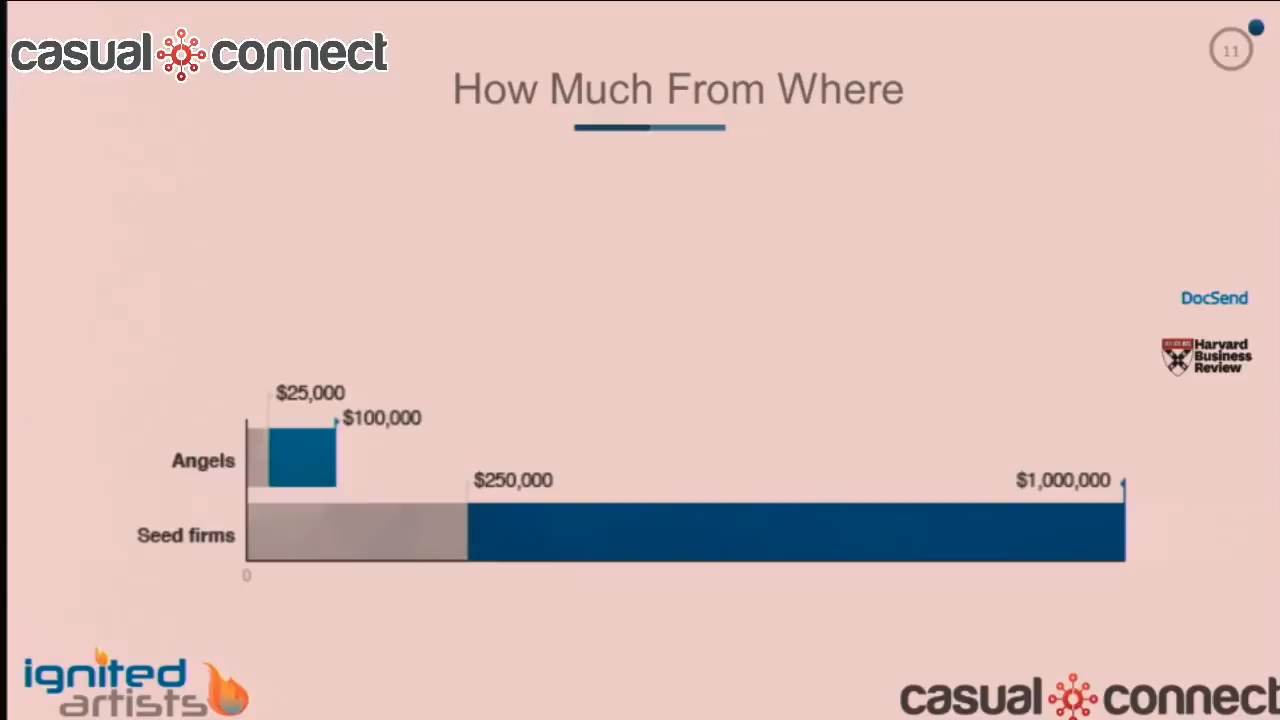 casual connect
11
How Much From Where
DocSend
Harvard
Business
Review
$25,000
$100,000
Angels
$250,000
$1,000,000
Seed firms
0
ignited
artists
casual connect